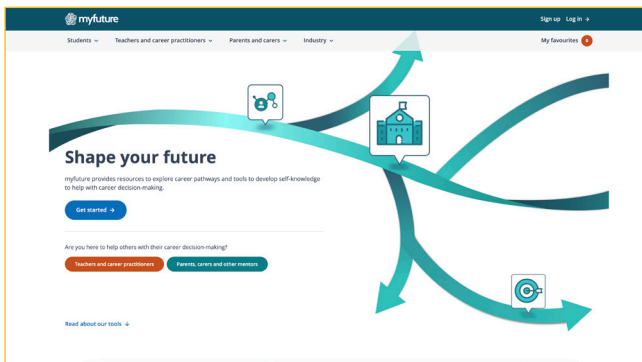 myfuture
Sign up Log in →
Students Teachers and career practitioners Parents and carers Industry
My favourites
Shape your future
myfuture provides resources to explore career pathways and tools to develop self-knowledge
to help with career decision-making.
Get started →
Are you here to help others with their career decision-making?
Teachers and career practitioners Parents, carers and other mentors
Read about our tools ↓